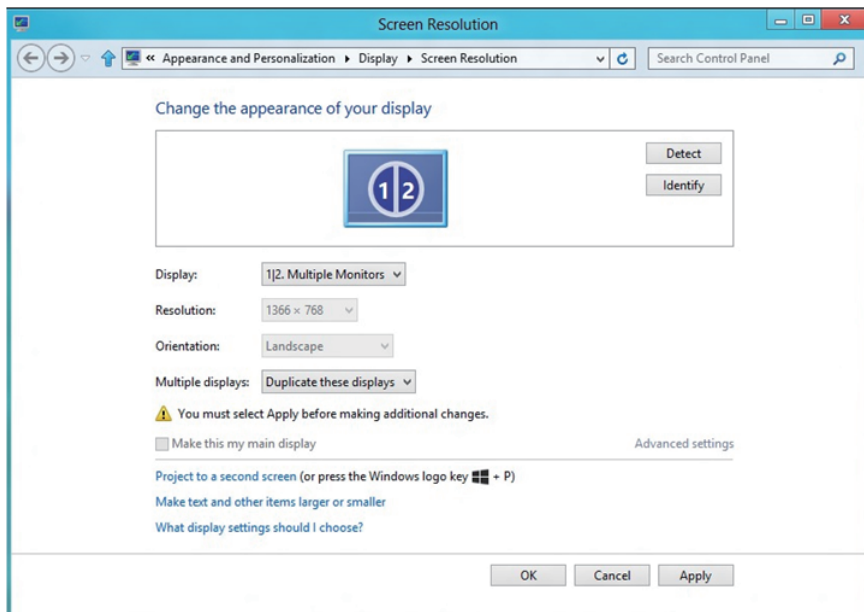 Screen Resolution
« Appearance and Personalization ▸ Display ▸ Screen Resolution
Search Control Panel
Change the appearance of your display
1 2
Detect
Identify
Display: 1|2. Multiple Monitors
Resolution: 1366 × 768
Orientation: Landscape
Multiple displays: Duplicate these displays
You must select Apply before making additional changes.
Make this my main display Advanced settings
Project to a second screen (or press the Windows logo key + P)
Make text and other items larger or smaller
What display settings should I choose?
OK Cancel Apply